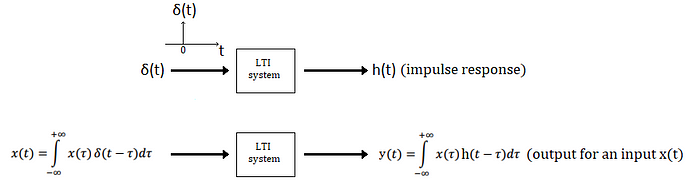 δ(t)
0 t
δ(t) LTI system h(t) (impulse response)
x(t) = ∫_{-∞}^{+∞} x(τ) δ(t − τ)dτ LTI system y(t) = ∫_{-∞}^{+∞} x(τ)h(t − τ)dτ (output for an input x(t)